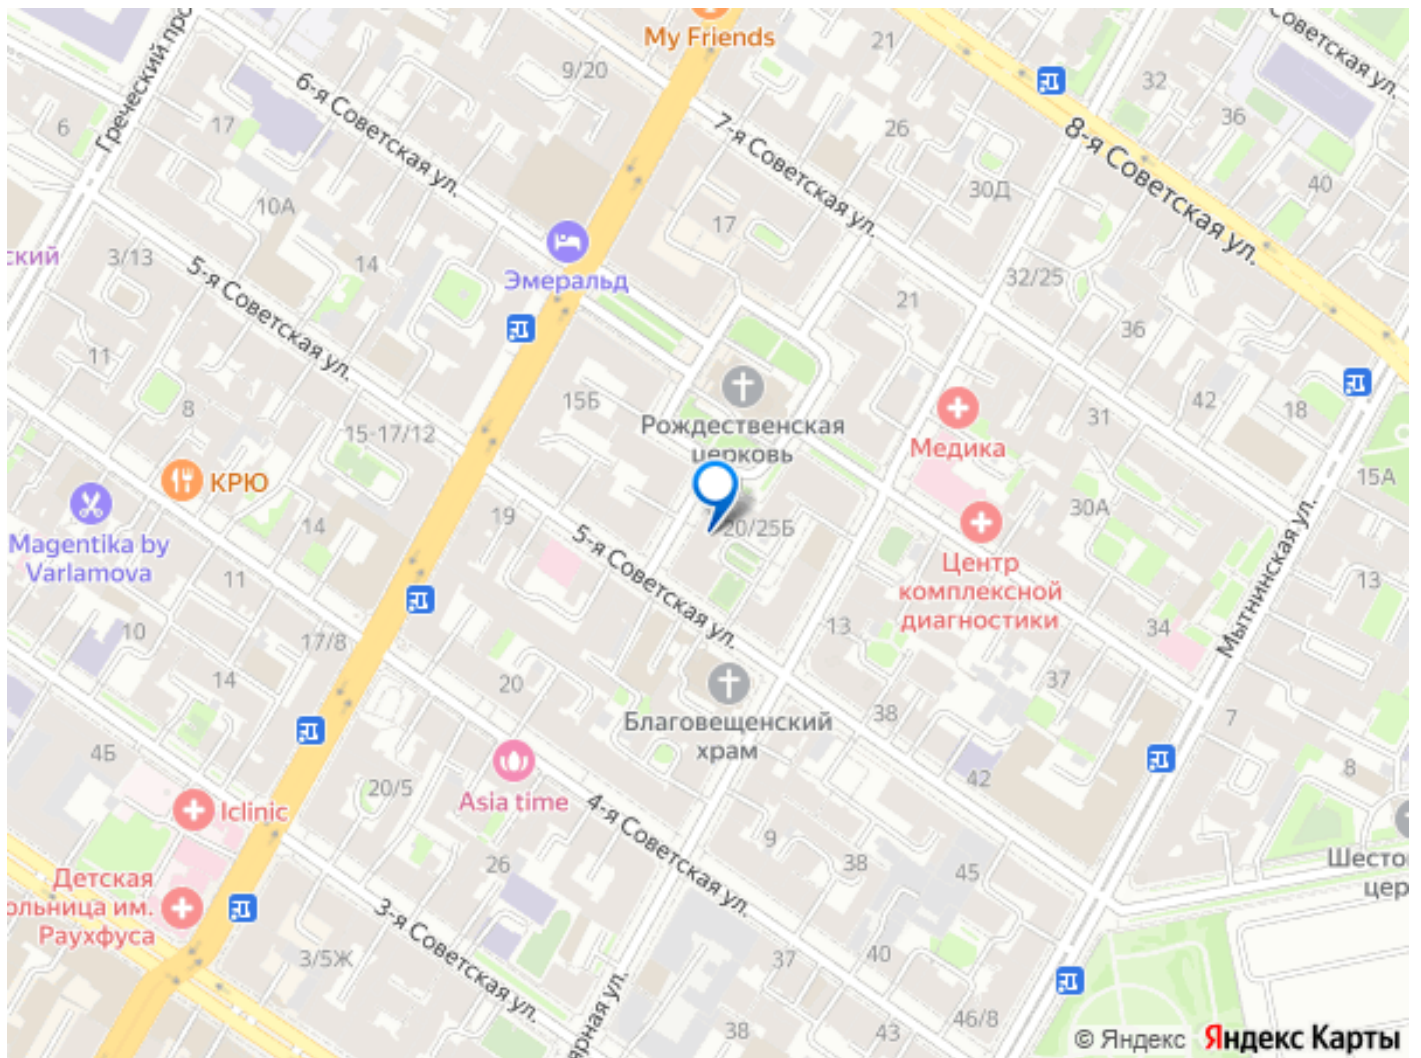 My Friends
21
Советская ул.
9/20
32
36
6-я Советская ул.
Греческий про
17
6
26
7-я Советская ул.
8-я Советская ул.
30Д
40
10А
17
ский
3/13
14
Эмеральд
32/25
21
36
5-я Советская ул.
11
8
15Б
15-17/12
Рождественская
церковь
Медика
31
42
18
15А
КРЮ
14
19
20/25Б
30А
Magentika by
Varlamova
11
5-я Советская ул.
Центр
комплексной
диагностики
Мытнинская ул.
13
10
17/8
13
34
14
20
37
38
7
Благовещенский
храм
4Б
20/5
42
8
Iclinic
Asia time
4-я Советская ул.
9
38
45
Шесто
цер
Детская
ольница им.
Раухфуса
26
3-я Советская ул.
3/5Ж
37
40
ярная ул.
38
43
46/8
© Яндекс Яндекс Карты